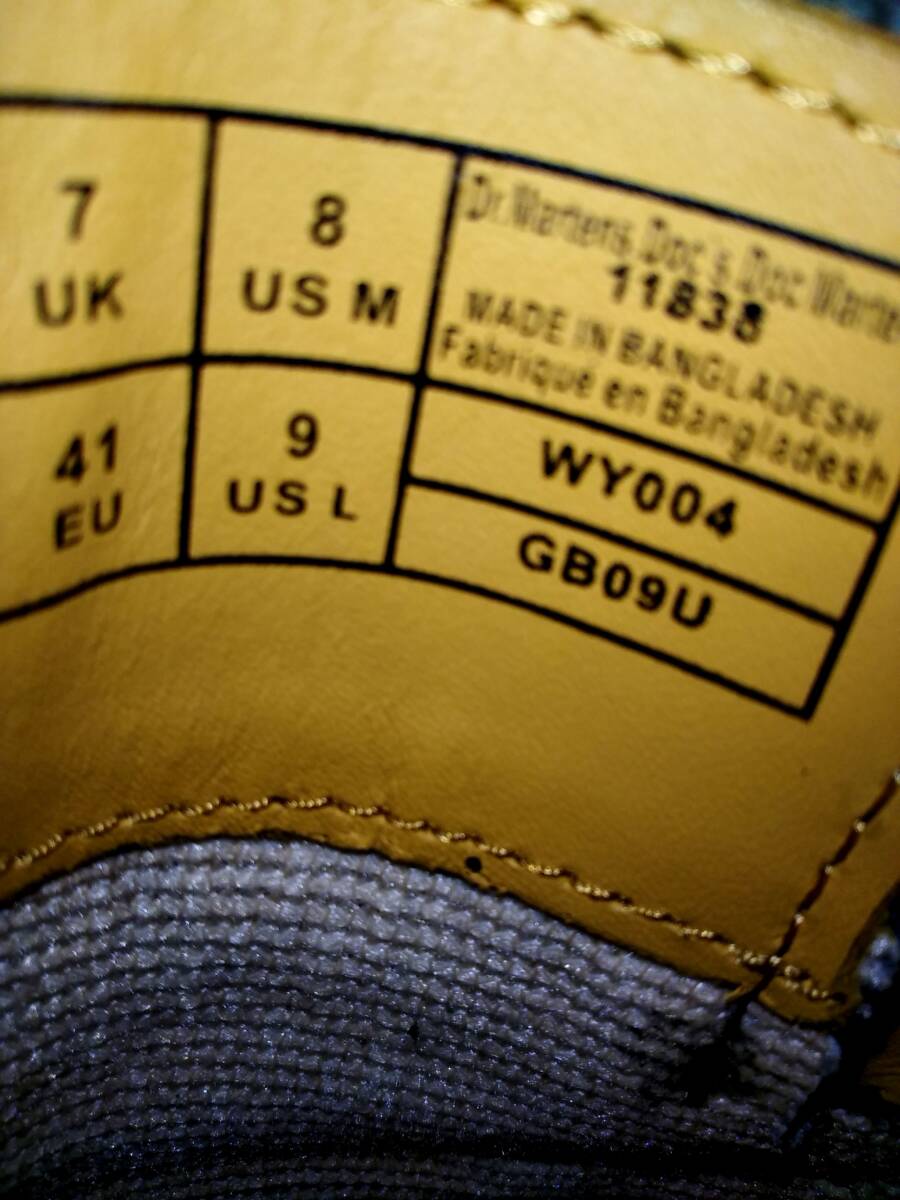 7
UK
8
US M
41
EU
9
US L
Dr.Martens Doc's Doc Marte
11838
MADE IN BANGLADESH
Fabriqué en Bangladesh
WY004
GB09U